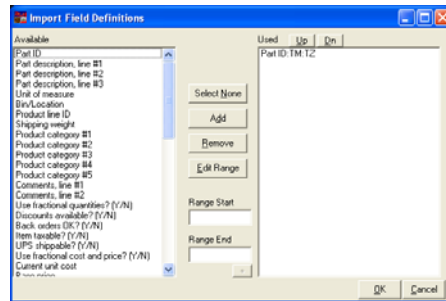 Import Field Definitions
Available
Part ID
Part description, line #1
Part description, line #2
Part description, line #3
Unit of measure
Bin/Location
Product line ID
Shipping weight
Product category #1
Product category #2
Product category #3
Product category #4
Product category #5
Comments, line #1
Comments, line #2
Use fractional quantities? (Y/N)
Discounts available? (Y/N)
Back orders OK? (Y/N)
Item taxable? (Y/N)
UPS shippable? (Y/N)
Use fractional cost and price? (Y/N)
Current unit cost
Base price
Select None
Add
Remove
Edit Range
Range Start
Range End
Used Up Dn
Part ID:TM:TZ
OK Cancel